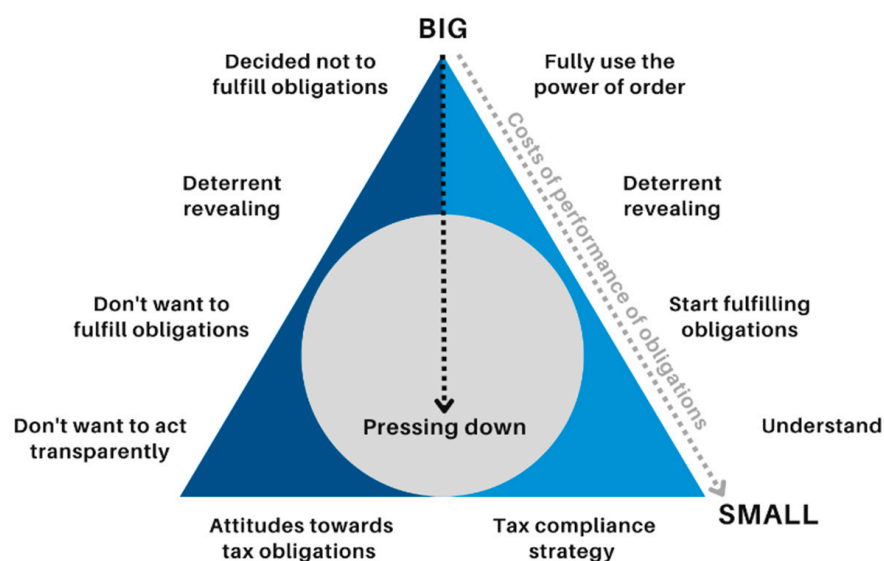 BIG
Decided not to
fulfill obligations
Fully use the
power of order
Costs of performance of obligations
Deterrent
revealing
Deterrent
revealing
Don't want to
fulfill obligations
Start fulfilling
obligations
Don't want to act
transparently
Pressing down
Understand
SMALL
Attitudes towards
tax obligations
Tax compliance
strategy